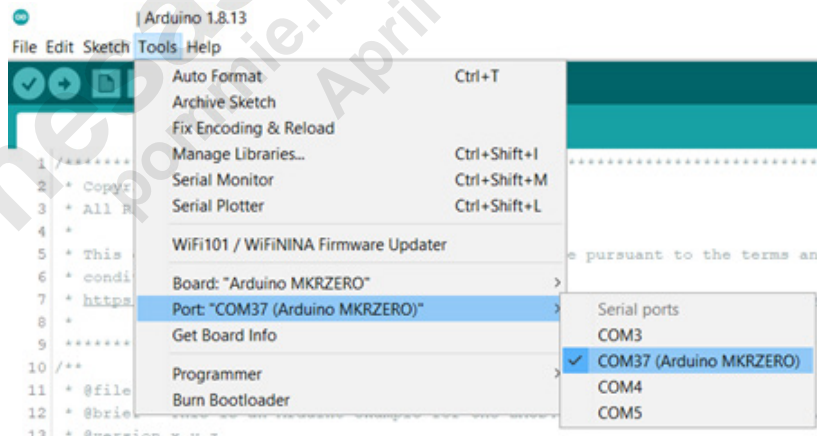 | Arduino 1.8.13
File Edit Sketch Tools Help
Auto Format Ctrl+T
Archive Sketch
Fix Encoding & Reload
Manage Libraries... Ctrl+Shift+I
Serial Monitor Ctrl+Shift+M
Serial Plotter Ctrl+Shift+L
WiFi101 / WiFiNINA Firmware Updater
Board: "Arduino MKRZERO"
Port: "COM37 (Arduino MKRZERO)"
Get Board Info
Programmer
Burn Bootloader
Serial ports
COM3
COM37 (Arduino MKRZERO)
COM4
COM5
1 /*******
2 * Copyr
3 * All R
4 *
5 * This e pursuant to the terms an
6 * condi
7 * https
8 *
9 ******
10 /**
11 * @file
12 * @brief
13 * @version x.y.z
pommie.
April